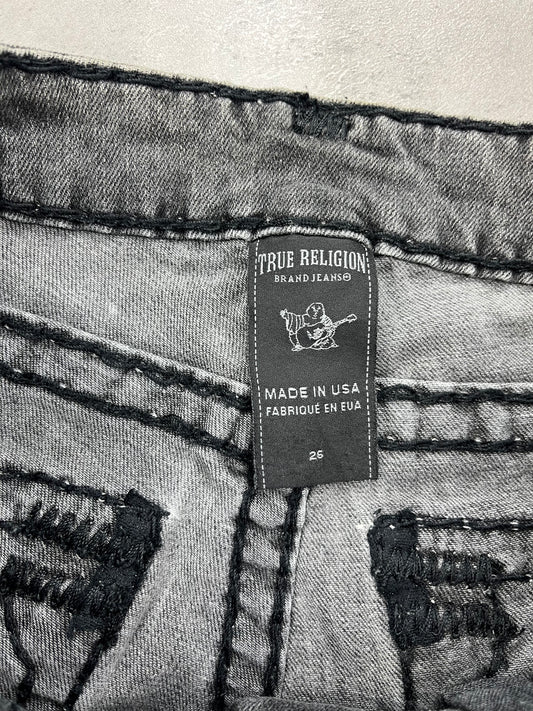 TRUE RELIGION
BRAND JEANS
MADE IN USA
FABRIQUÉ EN EUA
26